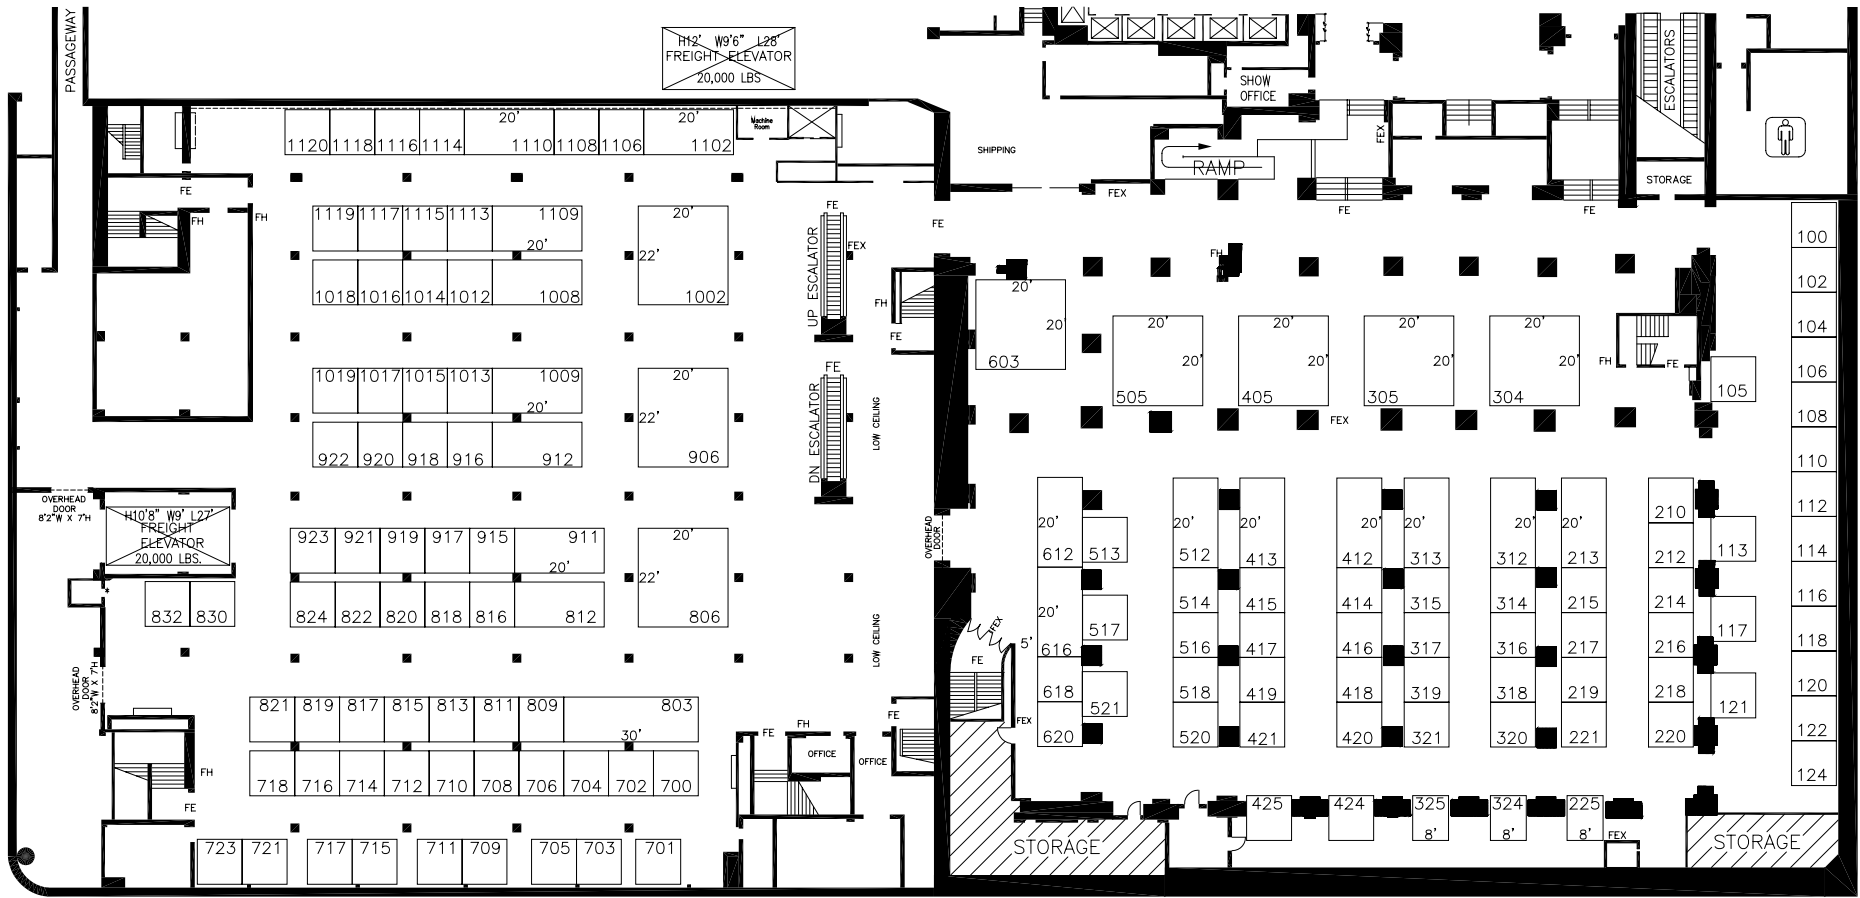 PASSAGEWAY
H12' W9'6" L28'
FREIGHT ELEVATOR
20,000 LBS
SHOW
OFFICE
ESCALATORS
Machine
Room
SHIPPING
RAMP
FEX
FEX
STORAGE
FE
FE
20'
20'
1120 1118 1116 1114 1110 1108 1106 1102
FE
FH
FH
FE
FE
UP ESCALATOR
FEX
1119 1117 1115 1113 1109
20'
1018 1016 1014 1012 1008
20'
22'
1002
FH
FE
FH
20'
20'
603
20'
20'
505
20'
20'
405
20'
20'
305
20'
20'
304
FH
FE
FEX
100
102
104
106
108
110
112
114
116
118
120
122
124
105
113
117
121
FE
DN ESCALATOR
LOW CEILING
1019 1017 1015 1013 1009
20'
922 920 918 916 912
20'
22'
906
OVERHEAD
DOOR
8'2"W X 7'H
H10'8" W9' L27'
FREIGHT
ELEVATOR
20,000 LBS.
832 830
923 921 919 917 915 911
20'
824 822 820 818 816 812
20'
22'
806
OVERHEAD
DOOR
LOW CEILING
OVERHEAD
DOOR
8'2"W X 7'H
821 819 817 815 813 811 809 803
30'
718 716 714 712 710 708 706 704 702 700
FH
FE
FE
FH
OFFICE
OFFICE
FE
723 721 717 715 711 709 705 703 701
FEX
FE
FEX
5'
20'
612
20'
616
618
620
513
517
521
20'
512
514
516
518
520
20'
413
415
417
419
421
20'
412
414
416
418
420
20'
313
315
317
319
321
20'
312
314
316
318
320
20'
213
215
217
219
221
210
212
214
216
218
220
425 424 325 324 225
8' 8' 8'
FEX
STORAGE
STORAGE